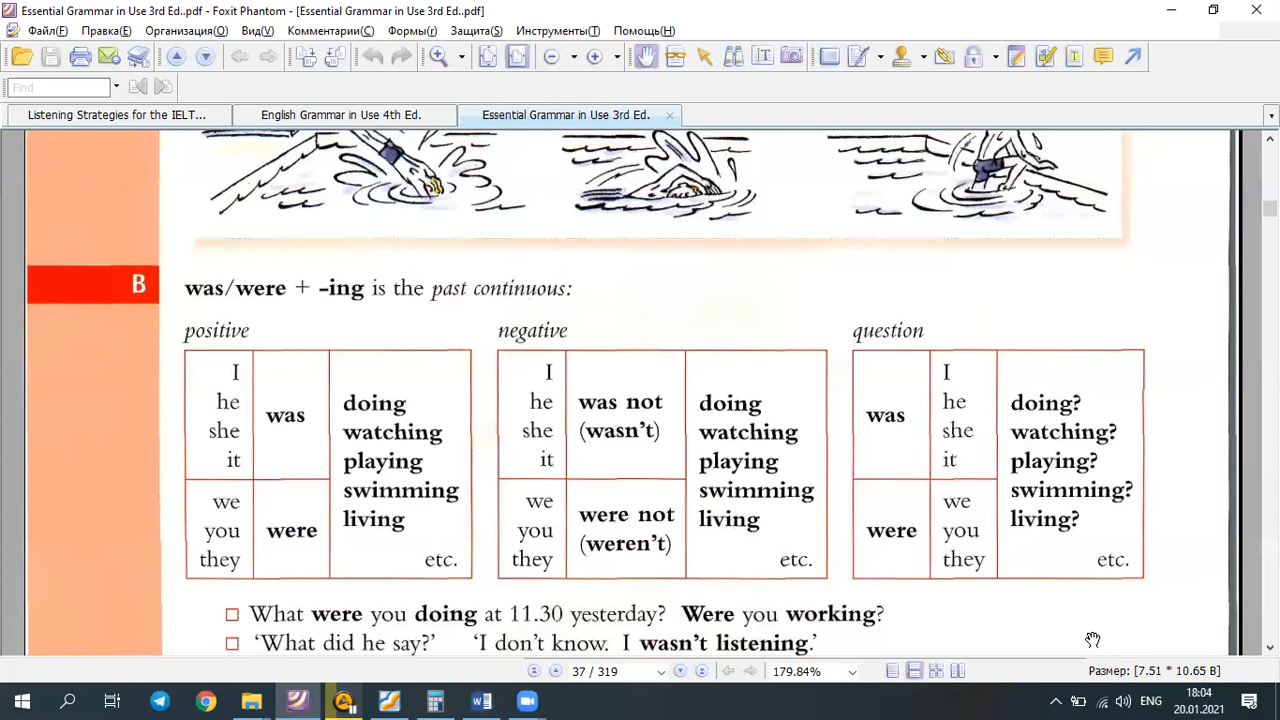 Essential Grammar in Use 3rd Ed..pdf - Foxit Phantom - [Essential Grammar in Use 3rd Ed..pdf]
Файл(F) Правка(E) Организация(O) Вид(V) Комментарии(C) Формы(r) Защита(S) Инструменты(T) Помощь(H)
Find
Listening Strategies for the IELT... English Grammar in Use 4th Ed. Essential Grammar in Use 3rd Ed.
B
was/were + -ing is the past continuous:
positive
I
he
she
it
was
we
you
they
were
doing
watching
playing
swimming
living
etc.
negative
I
he
she
it
was not
(wasn't)
we
you
they
were not
(weren't)
doing
watching
playing
swimming
living
etc.
question
was
I
he
she
it
were
we
you
they
doing?
watching?
playing?
swimming?
living?
etc.
What were you doing at 11.30 yesterday? Were you working?
'What did he say?' 'I don't know. I wasn't listening.'
37 / 319 179.84% Размер: [7.51 * 10.65 В]
ENG
18:04
20.01.2021